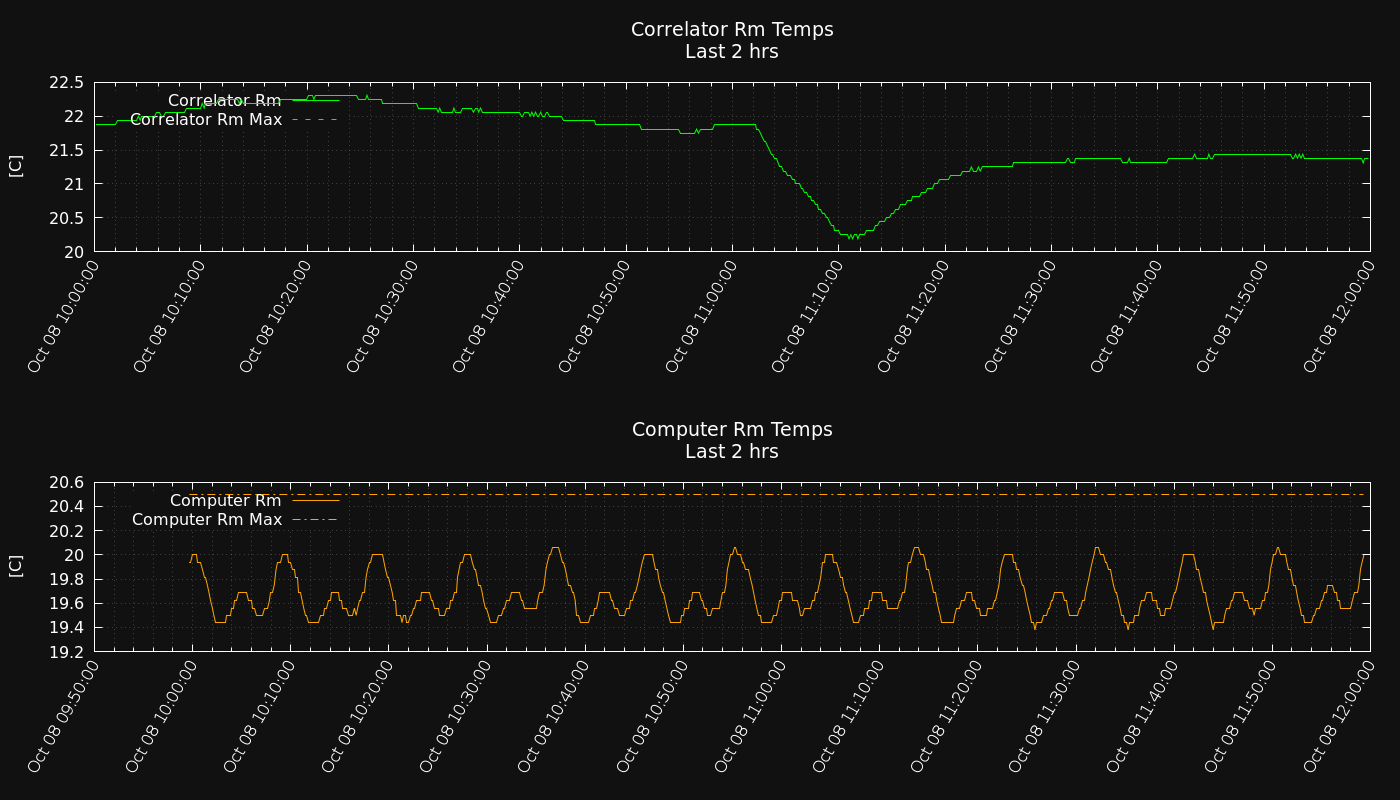 Correlator Rm Temps
Last 2 hrs
22.5
22
21.5
21
20.5
20
[C]
Correlator Rm
Correlator Rm Max
Oct 08 10:00:00
Oct 08 10:10:00
Oct 08 10:20:00
Oct 08 10:30:00
Oct 08 10:40:00
Oct 08 10:50:00
Oct 08 11:00:00
Oct 08 11:10:00
Oct 08 11:20:00
Oct 08 11:30:00
Oct 08 11:40:00
Oct 08 11:50:00
Oct 08 12:00:00
Computer Rm Temps
Last 2 hrs
20.6
20.4
20.2
20
19.8
19.6
19.4
19.2
[C]
Computer Rm
Computer Rm Max
Oct 08 09:50:00
Oct 08 10:00:00
Oct 08 10:10:00
Oct 08 10:20:00
Oct 08 10:30:00
Oct 08 10:40:00
Oct 08 10:50:00
Oct 08 11:00:00
Oct 08 11:10:00
Oct 08 11:20:00
Oct 08 11:30:00
Oct 08 11:40:00
Oct 08 11:50:00
Oct 08 12:00:00